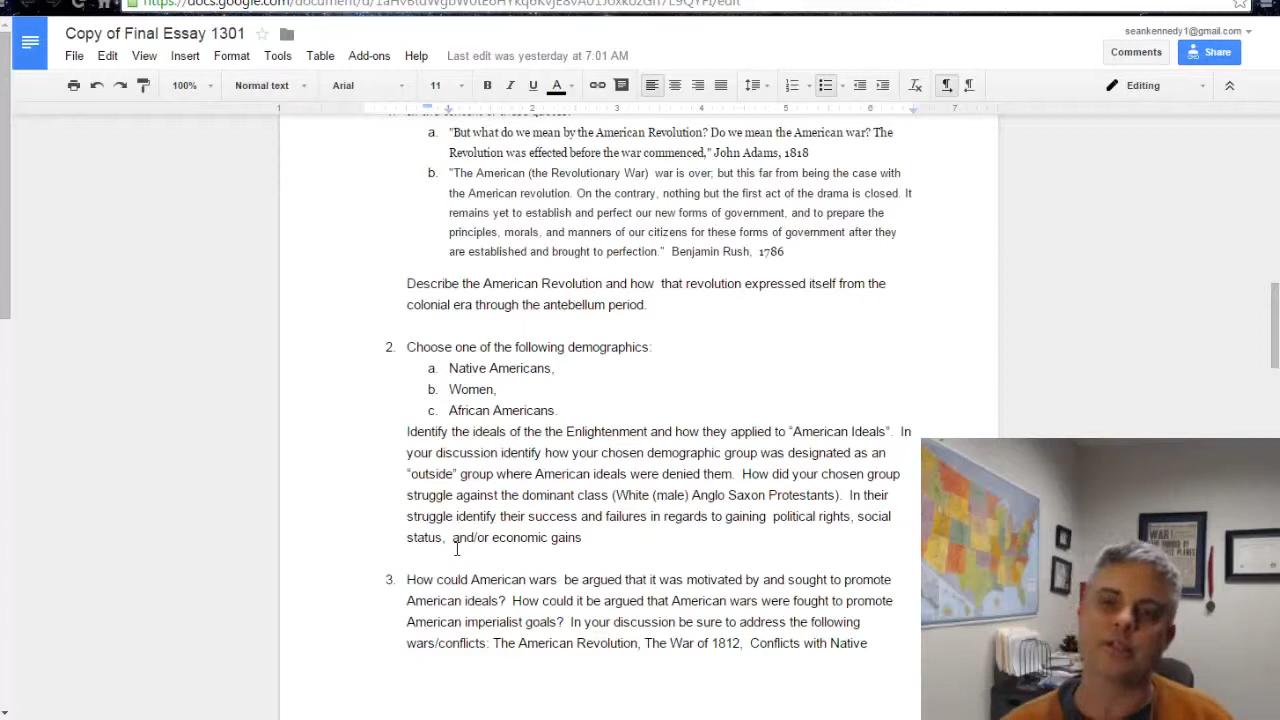 Copy of Final Essay 1301
seankennedy1@gmail.com
File Edit View Insert Format Tools Table Add-ons Help Last edit was yesterday at 7:01 AM
Comments
Share
100% Normal text Arial 11 B I U A Editing
1 1 2 3 4 5 6 7
a. "But what do we mean by the American Revolution? Do we mean the American war? The
Revolution was effected before the war commenced," John Adams, 1818
b. "The American (the Revolutionary War) war is over; but this far from being the case with
the American revolution. On the contrary, nothing but the first act of the drama is closed. It
remains yet to establish and perfect our new forms of government, and to prepare the
principles, morals, and manners of our citizens for these forms of government after they
are established and brought to perfection." Benjamin Rush, 1786
Describe the American Revolution and how that revolution expressed itself from the
colonial era through the antebellum period.
2. Choose one of the following demographics:
a. Native Americans,
b. Women,
c. African Americans.
Identify the ideals of the the Enlightenment and how they applied to “American Ideals”. In
your discussion identify how your chosen demographic group was designated as an
“outside” group where American ideals were denied them. How did your chosen group
struggle against the dominant class (White (male) Anglo Saxon Protestants). In their
struggle identify their success and failures in regards to gaining political rights, social
status, and/or economic gains
3. How could American wars be argued that it was motivated by and sought to promote
American ideals? How could it be argued that American wars were fought to promote
American imperialist goals? In your discussion be sure to address the following
wars/conflicts: The American Revolution, The War of 1812, Conflicts with Native